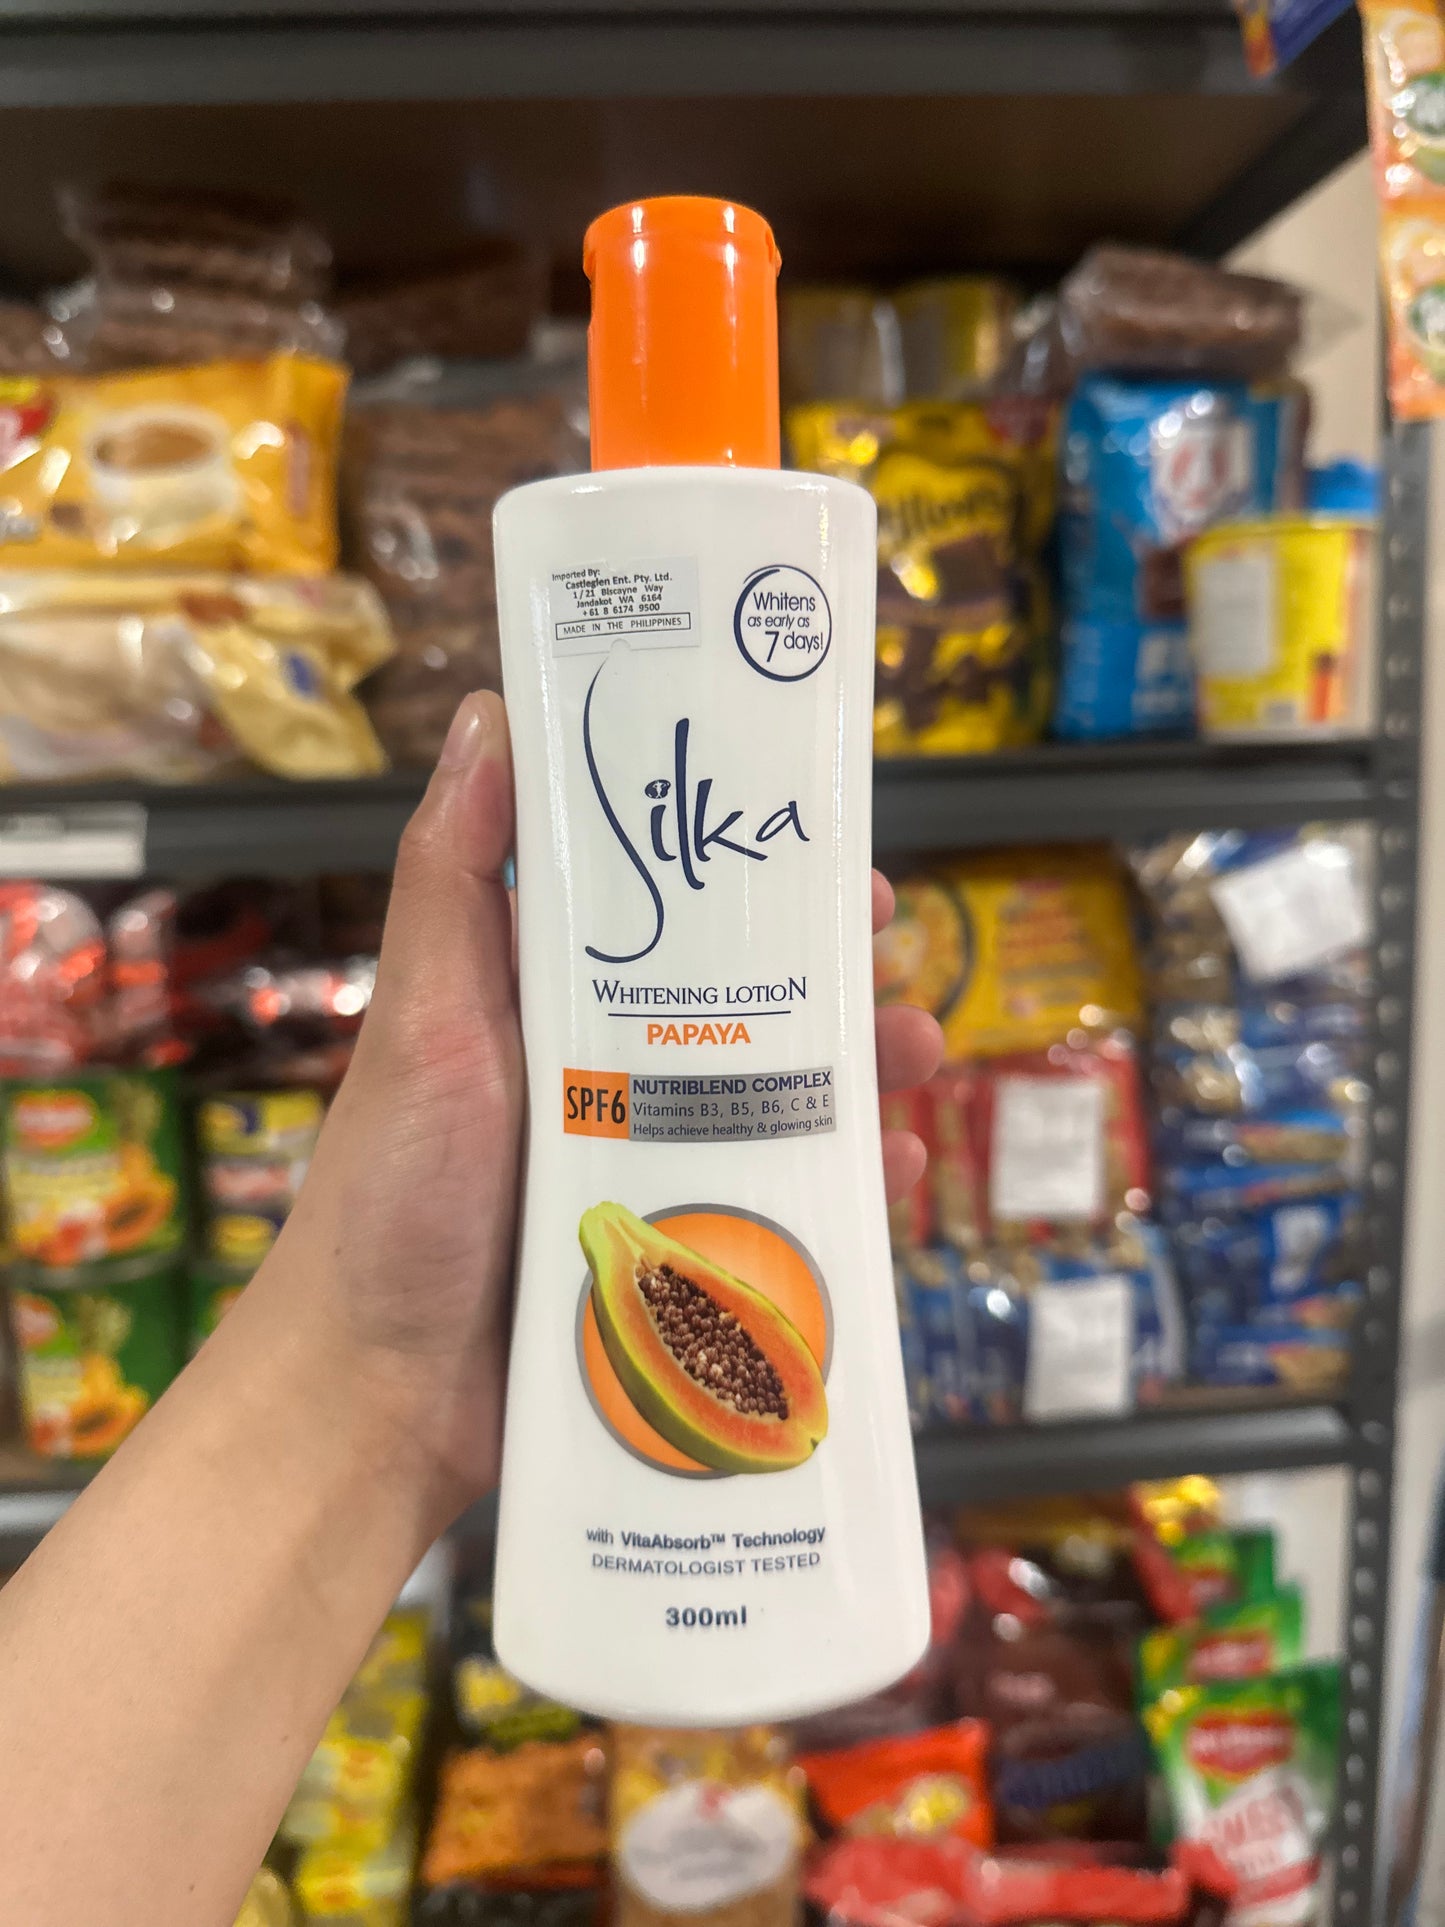 Imported By:
Castleglen Ent. Pty. Ltd.
1/21 Biscayne Way
Jandakot WA 6164
+61 8 6174 9500
MADE IN THE PHILIPPINES
Whitens
as early as
7 days!
Silka
WHITENING LOTION
PAPAYA
SPF6
NUTRIBLEND COMPLEX
Vitamins B3, B5, B6, C & E
Helps achieve healthy & glowing skin
with VitaAbsorb™ Technology
DERMATOLOGIST TESTED
300ml